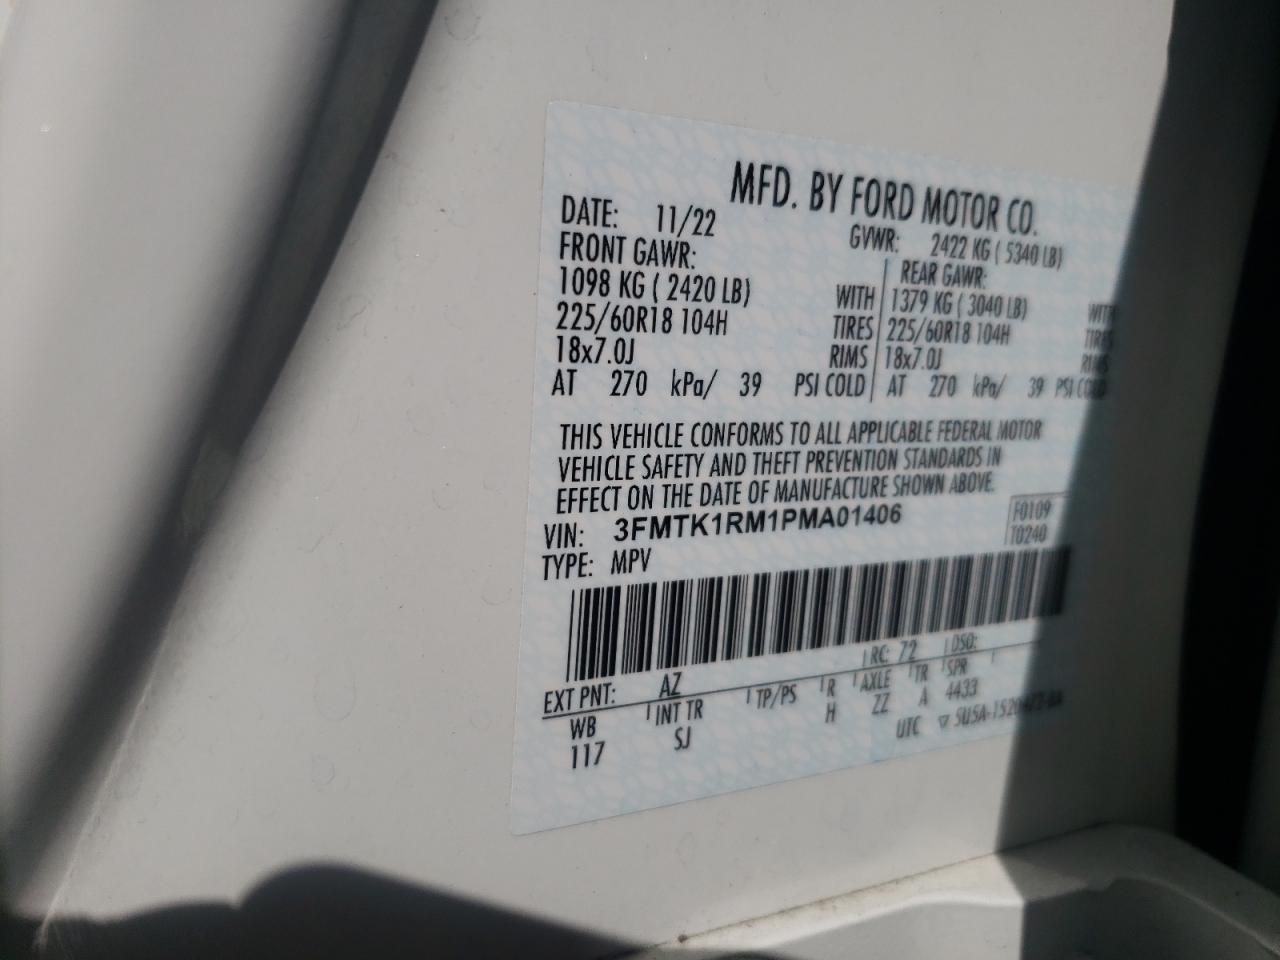 MFD. BY FORD MOTOR CO.
DATE: 11/22 GVWR: 2422 KG ( 5340 LB)
FRONT GAWR: REAR GAWR:
1098 KG ( 2420 LB) WITH 1379 KG ( 3040 LB) WITH
225/60R18 104H TIRES 225/60R18 104H TIRES
18x7.0J RIMS 18x7.0J RIMS
AT 270 kPa/ 39 PSI COLD AT 270 kPa/ 39 PSI COLD
THIS VEHICLE CONFORMS TO ALL APPLICABLE FEDERAL MOTOR
VEHICLE SAFETY AND THEFT PREVENTION STANDARDS IN
EFFECT ON THE DATE OF MANUFACTURE SHOWN ABOVE.
VIN: 3FMTK1RM1PMA01406 F0109
TYPE: MPV T0240
EXT PNT: AZ RC: 72 DSO:
WB INT TR TP/PS R AXLE TR SPR
117 SJ H ZZ A 4433
UTC